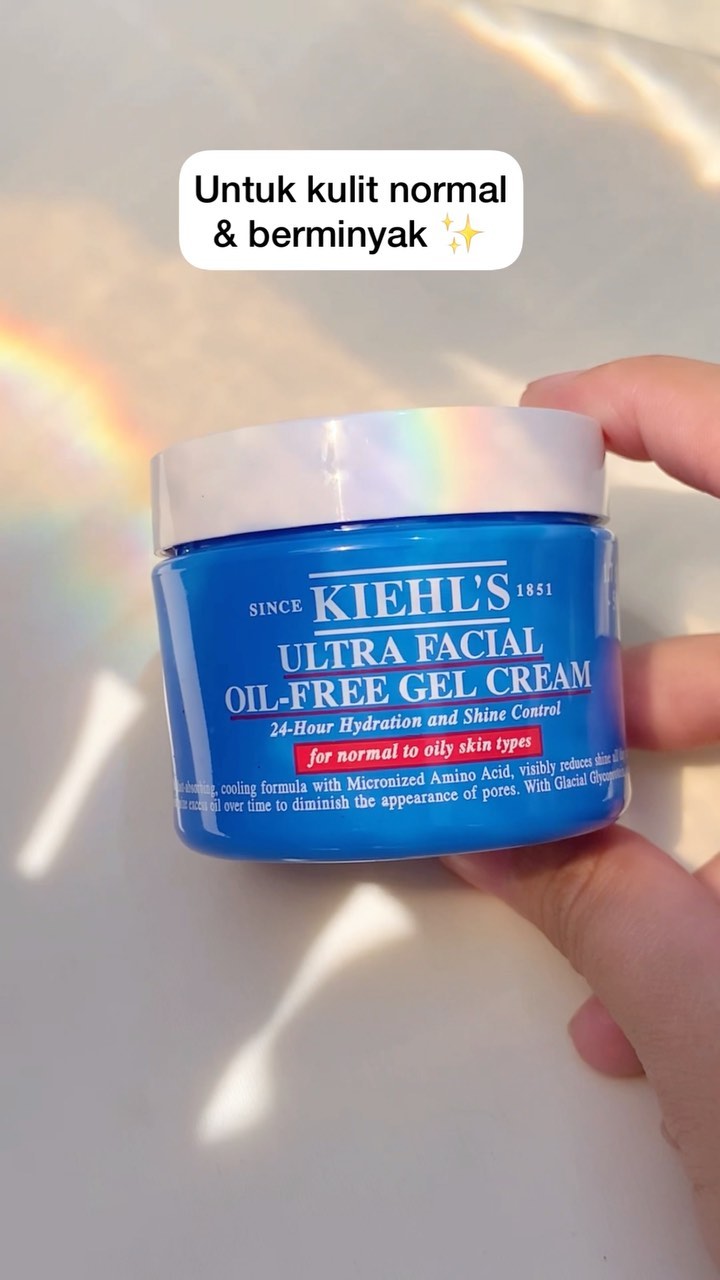 Untuk kulit normal
& berminyak ✨
SINCE KIEHL'S 1851
ULTRA FACIAL
OIL-FREE GEL CREAM
24-Hour Hydration and Shine Control
for normal to oily skin types
cooling formula with Micronized Amino Acid, visibly reduces shine all
excess oil over time to diminish the appearance of pores. With Glacial